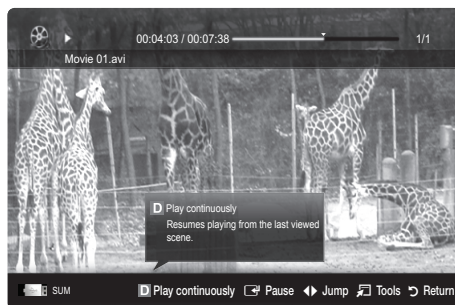 00:04:03 / 00:07:38 1/1
Movie 01.avi
D Play continuously
Resumes playing from the last viewed
scene.
SUM D Play continuously Pause Jump Tools Return